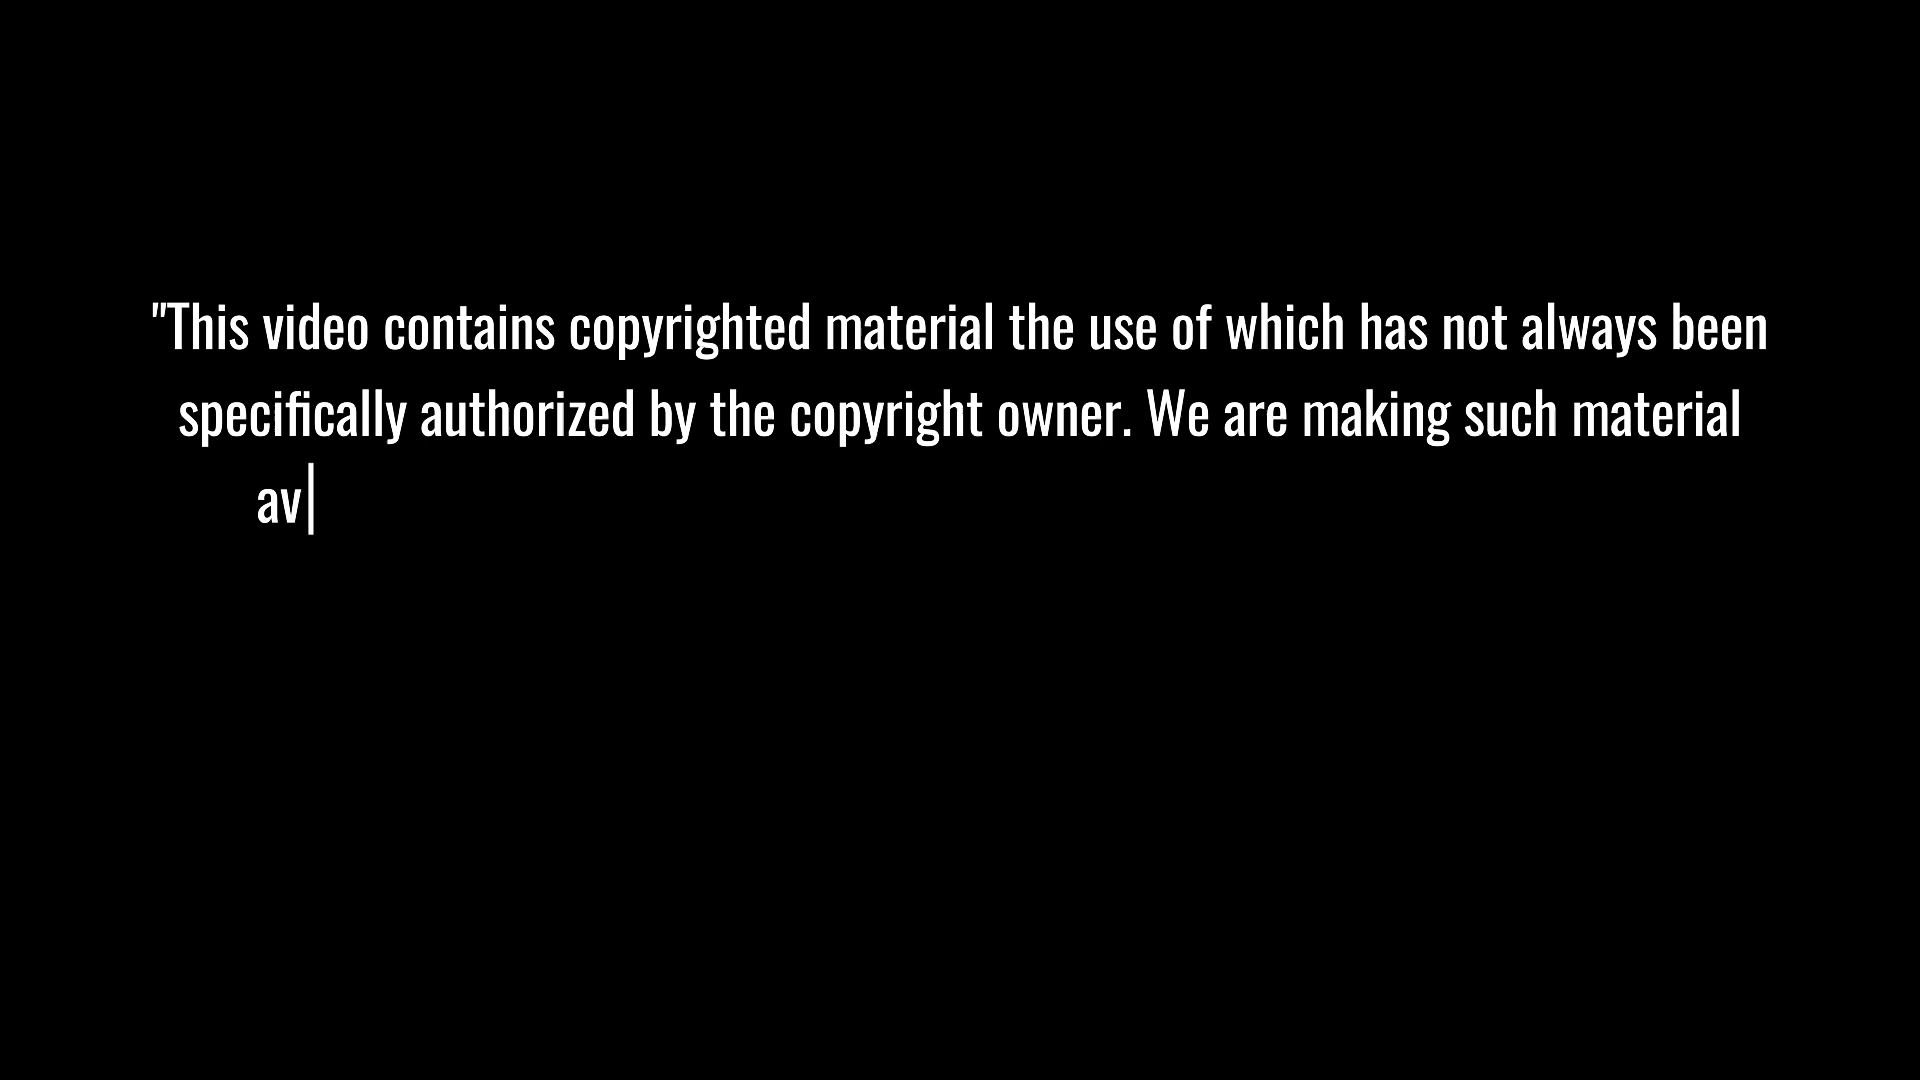 "This video contains copyrighted material the use of which has not always been
specifically authorized by the copyright owner. We are making such material
av